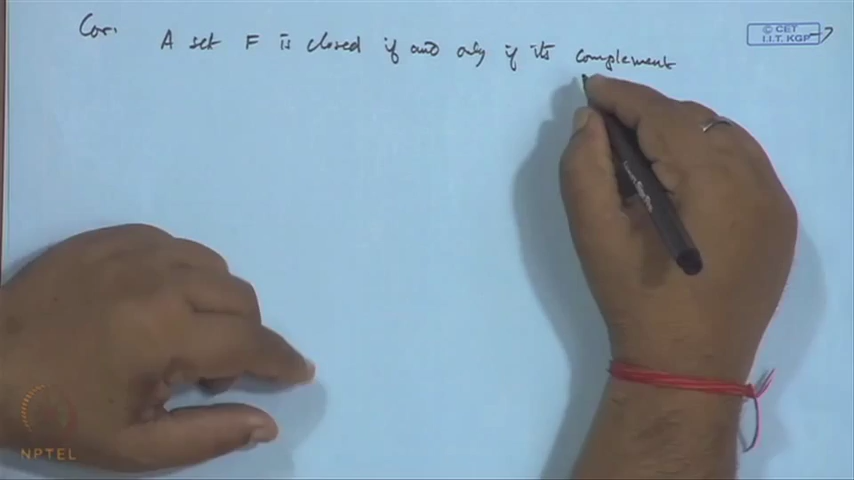 Cor.
A set F is closed if and only if its complement
© CET
I.I.T. KGP
NPTEL